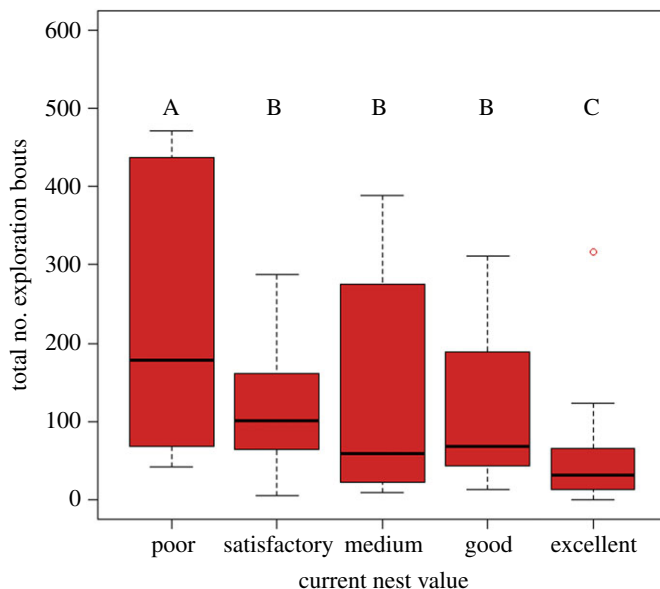 600
500
400
300
200
100
0
total no. exploration bouts
A B B B C
poor satisfactory medium good excellent
current nest value